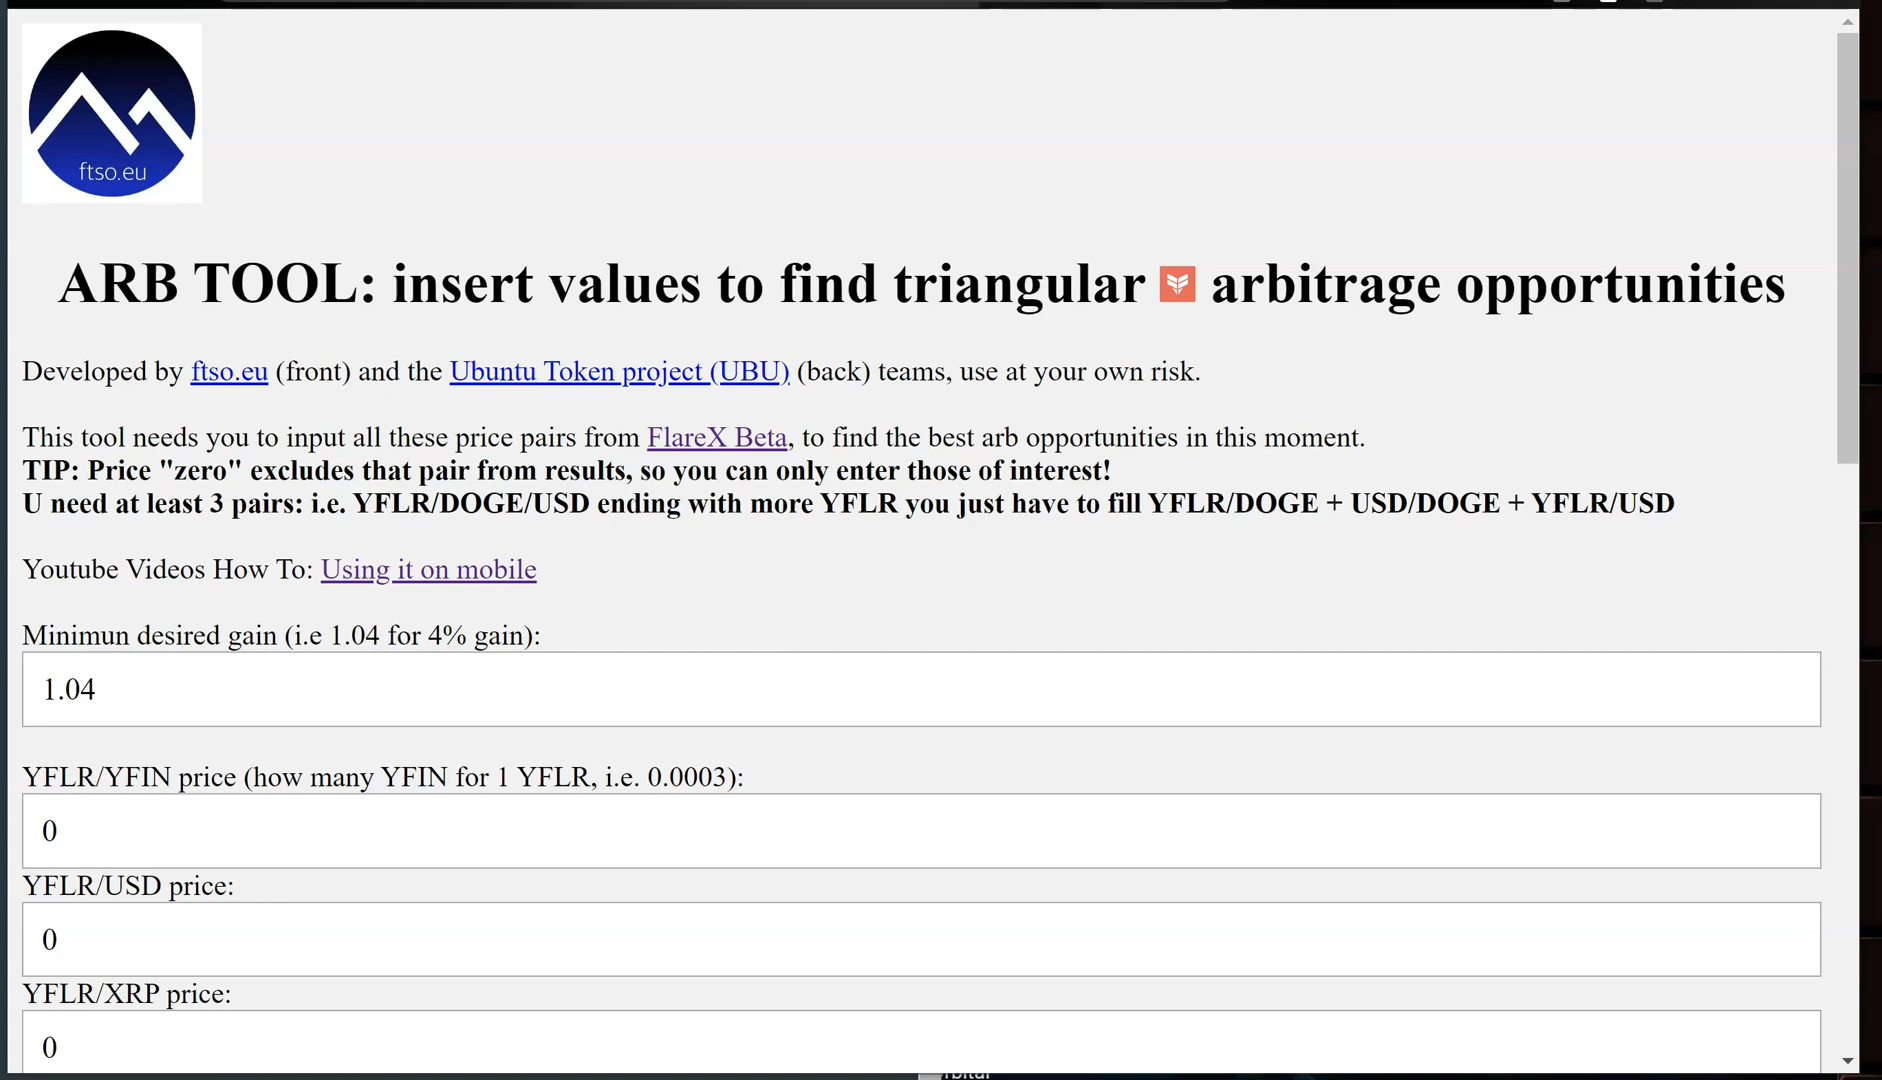 ftso.eu
ARB TOOL: insert values to find triangular arbitrage opportunities
Developed by ftso.eu (front) and the Ubuntu Token project (UBU) (back) teams, use at your own risk.
This tool needs you to input all these price pairs from FlareX Beta, to find the best arb opportunities in this moment.
TIP: Price "zero" excludes that pair from results, so you can only enter those of interest!
U need at least 3 pairs: i.e. YFLR/DOGE/USD ending with more YFLR you just have to fill YFLR/DOGE + USD/DOGE + YFLR/USD
Youtube Videos How To: Using it on mobile
Minimun desired gain (i.e 1.04 for 4% gain):
1.04
YFLR/YFIN price (how many YFIN for 1 YFLR, i.e. 0.0003):
0
YFLR/USD price:
0
YFLR/XRP price:
0